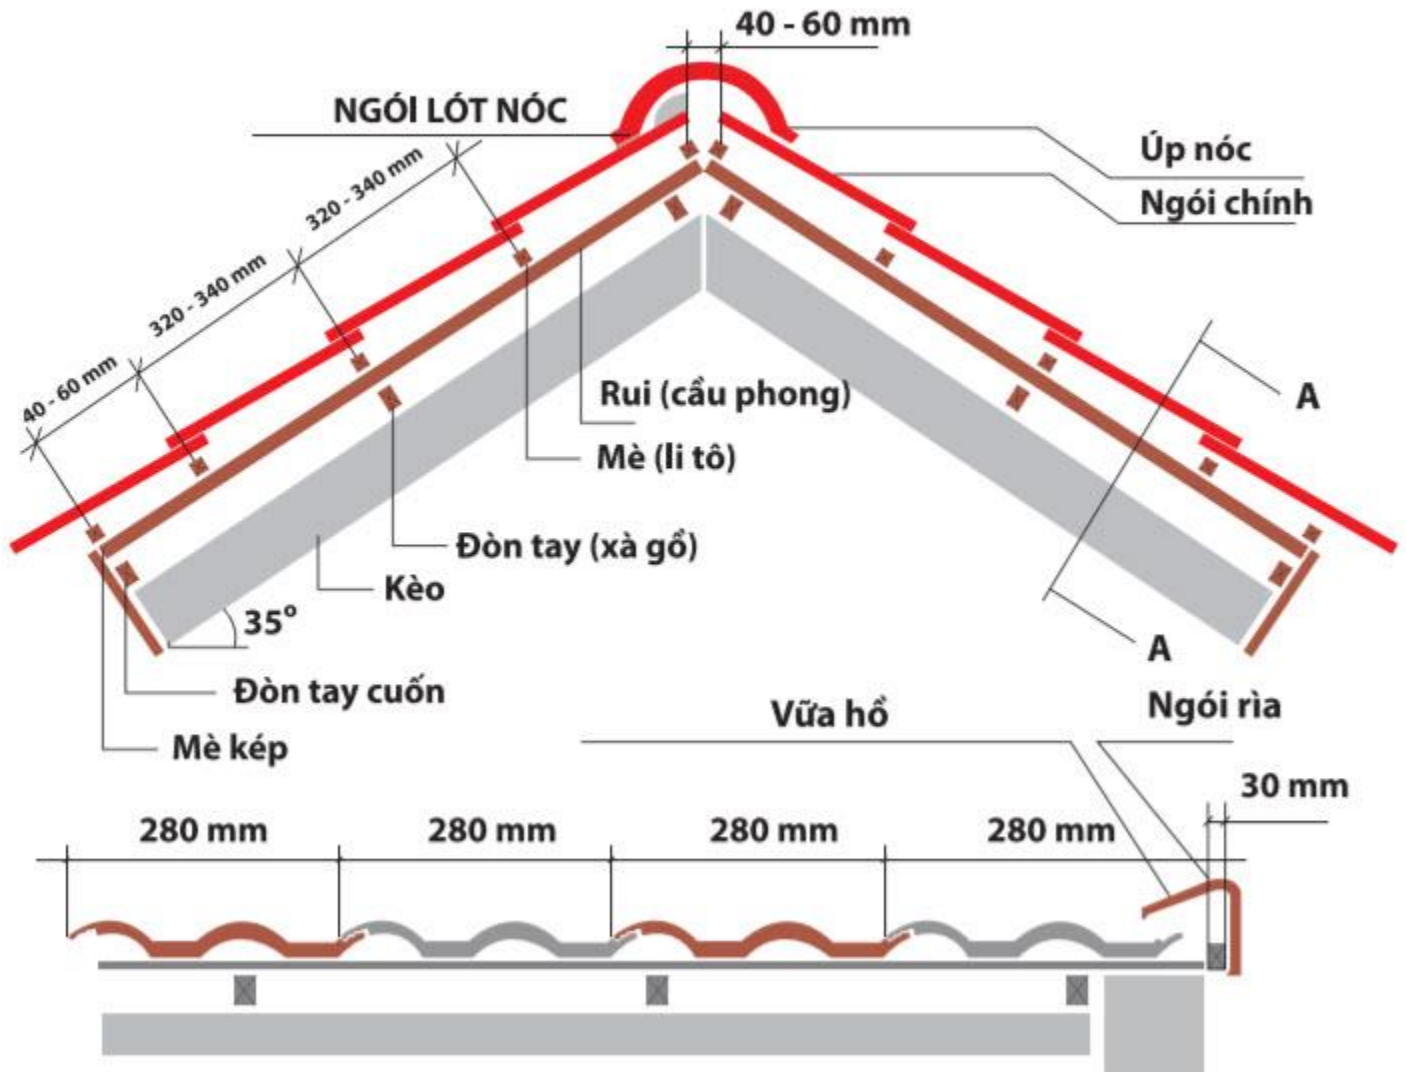 40 - 60 mm
NGÓI LÓT NÓC
Úp nóc
Ngói chính
320 - 340 mm
320 - 340 mm
40 - 60 mm
Rui (cầu phong)
Mè (li tô)
A
Đòn tay (xà gồ)
Kèo
35º
A
Đòn tay cuốn
Mè kép
Vữa hồ
Ngói rìa
30 mm
280 mm 280 mm 280 mm 280 mm